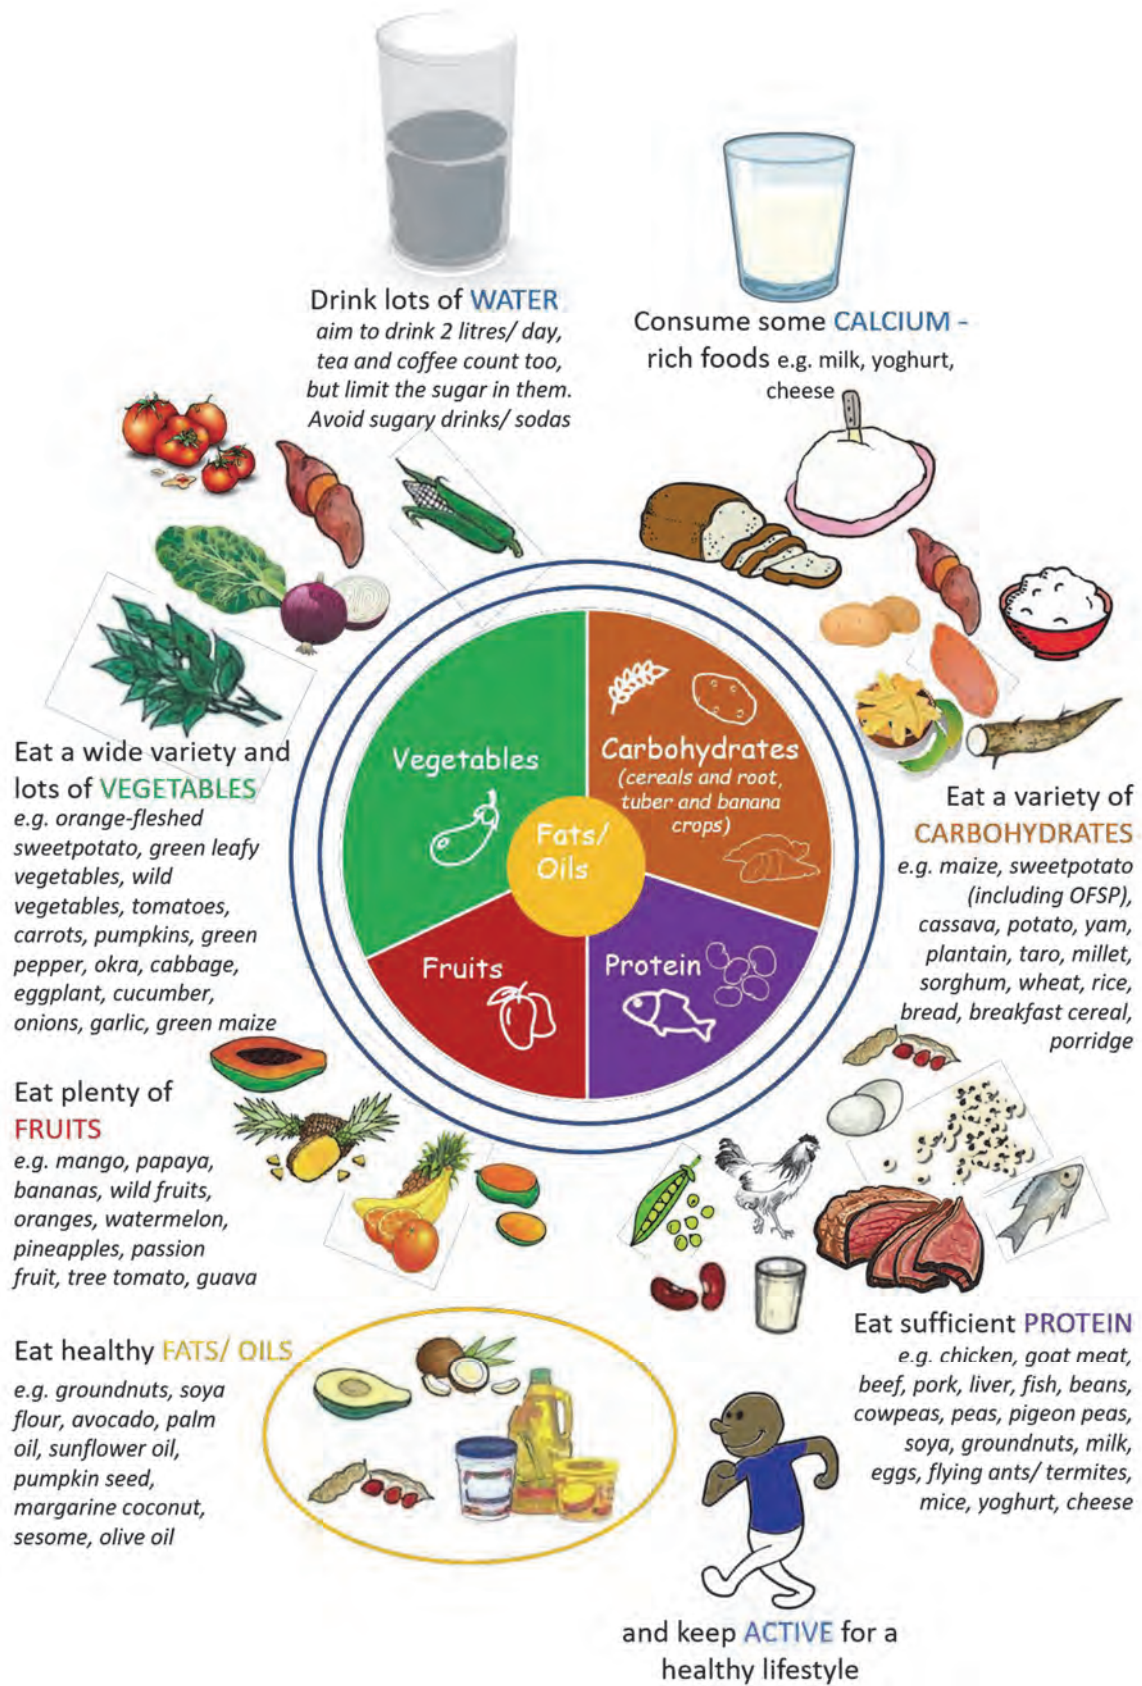 Drink lots of WATER
aim to drink 2 litres/ day,
tea and coffee count too,
but limit the sugar in them.
Avoid sugary drinks/ sodas
Consume some CALCIUM -
rich foods e.g. milk, yoghurt,
cheese
Vegetables
Carbohydrates
(cereals and root,
tuber and banana
crops)
Fats/
Oils
Fruits
Protein
Eat a wide variety and
lots of VEGETABLES
e.g. orange-fleshed
sweetpotato, green leafy
vegetables, wild
vegetables, tomatoes,
carrots, pumpkins, green
pepper, okra, cabbage,
eggplant, cucumber,
onions, garlic, green maize
Eat a variety of
CARBOHYDRATES
e.g. maize, sweetpotato
(including OFSP),
cassava, potato, yam,
plantain, taro, millet,
sorghum, wheat, rice,
bread, breakfast cereal,
porridge
Eat plenty of
FRUITS
e.g. mango, papaya,
bananas, wild fruits,
oranges, watermelon,
pineapples, passion
fruit, tree tomato, guava
Eat healthy FATS/ OILS
e.g. groundnuts, soya
flour, avocado, palm
oil, sunflower oil,
pumpkin seed,
margarine coconut,
sesome, olive oil
Eat sufficient PROTEIN
e.g. chicken, goat meat,
beef, pork, liver, fish, beans,
cowpeas, peas, pigeon peas,
soya, groundnuts, milk,
eggs, flying ants/ termites,
mice, yoghurt, cheese
and keep ACTIVE for a
healthy lifestyle